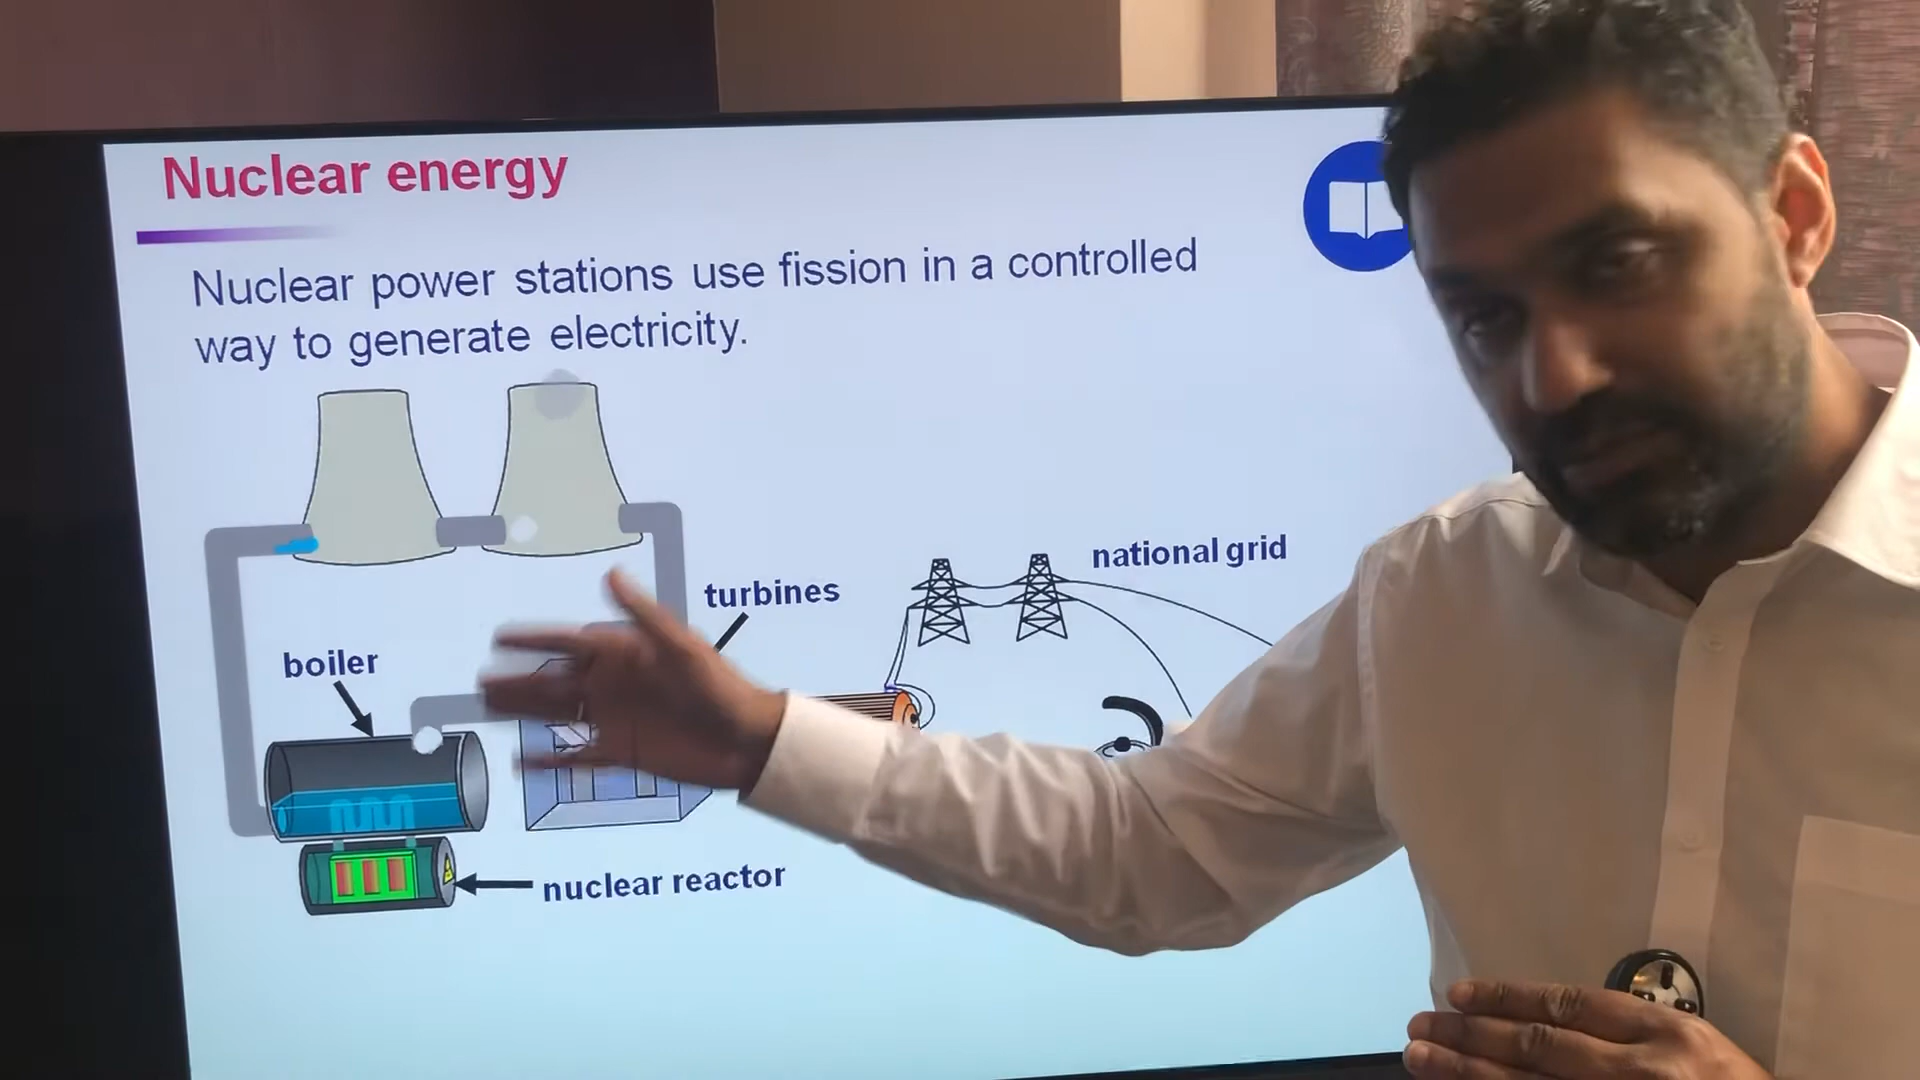 Nuclear energy
Nuclear power stations use fission in a controlled
way to generate electricity.
national grid
turbines
boiler
nuclear reactor